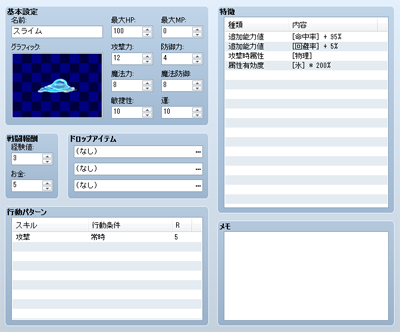 基本設定
名前:
スライム
グラフィック:
最大HP:
100
最大MP:
0
攻撃力:
12
防御力:
4
魔法力:
8
魔法防御:
8
敏捷性:
10
運:
10
戦闘報酬
経験値:
3
お金:
5
ドロップアイテム
(なし)
(なし)
(なし)
行動パターン
スキル 行動条件 R
攻撃 常時 5
特徴
種類 内容
追加能力値 [命中率] + 95%
追加能力値 [回避率] + 5%
攻撃時属性 [物理]
属性有効度 [氷] * 200%
メモ